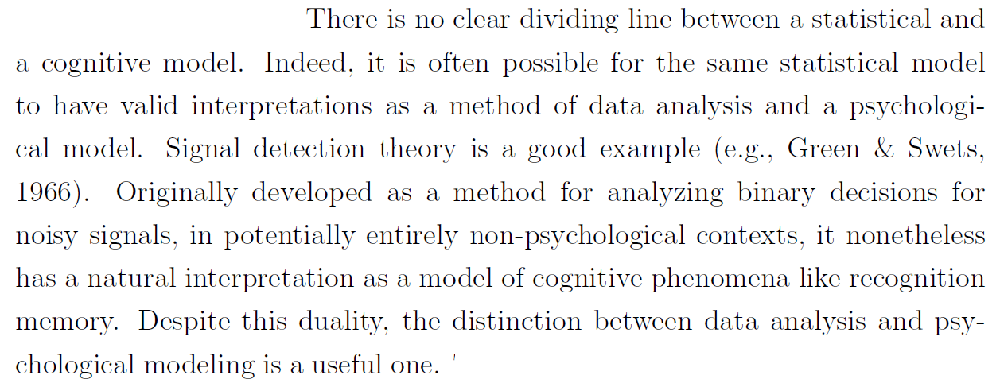 There is no clear dividing line between a statistical and
a cognitive model. Indeed, it is often possible for the same statistical model
to have valid interpretations as a method of data analysis and a psychologi-
cal model. Signal detection theory is a good example (e.g., Green & Swets,
1966). Originally developed as a method for analyzing binary decisions for
noisy signals, in potentially entirely non-psychological contexts, it nonetheless
has a natural interpretation as a model of cognitive phenomena like recognition
memory. Despite this duality, the distinction between data analysis and psy-
chological modeling is a useful one. '